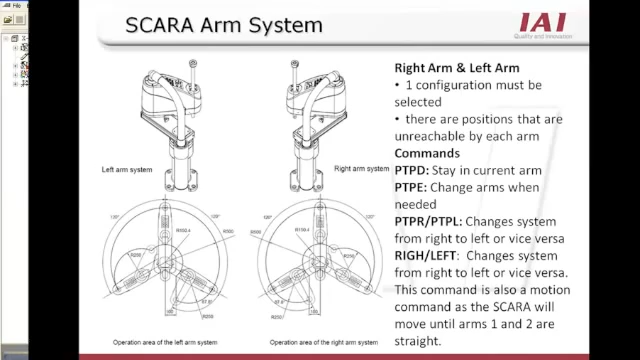 File
SCARA Arm System
IAI
Quality and Innovation
Right Arm & Left Arm
• 1 configuration must be
selected
• there are positions that are
unreachable by each arm
Commands
PTPD: Stay in current arm
PTPE: Change arms when
needed
PTPR/PTPL: Changes system
from right to left or vice versa
RIGH/LEFT: Changes system
from right to left or vice versa.
This command is also a motion
command as the SCARA will
move until arms 1 and 2 are
straight.
Left arm system
Right arm system
120°
120°
120°
120°
R500
R500
R250
R250
R250
R250
100
100
Operation area of the left arm system
Operation area of the right arm system